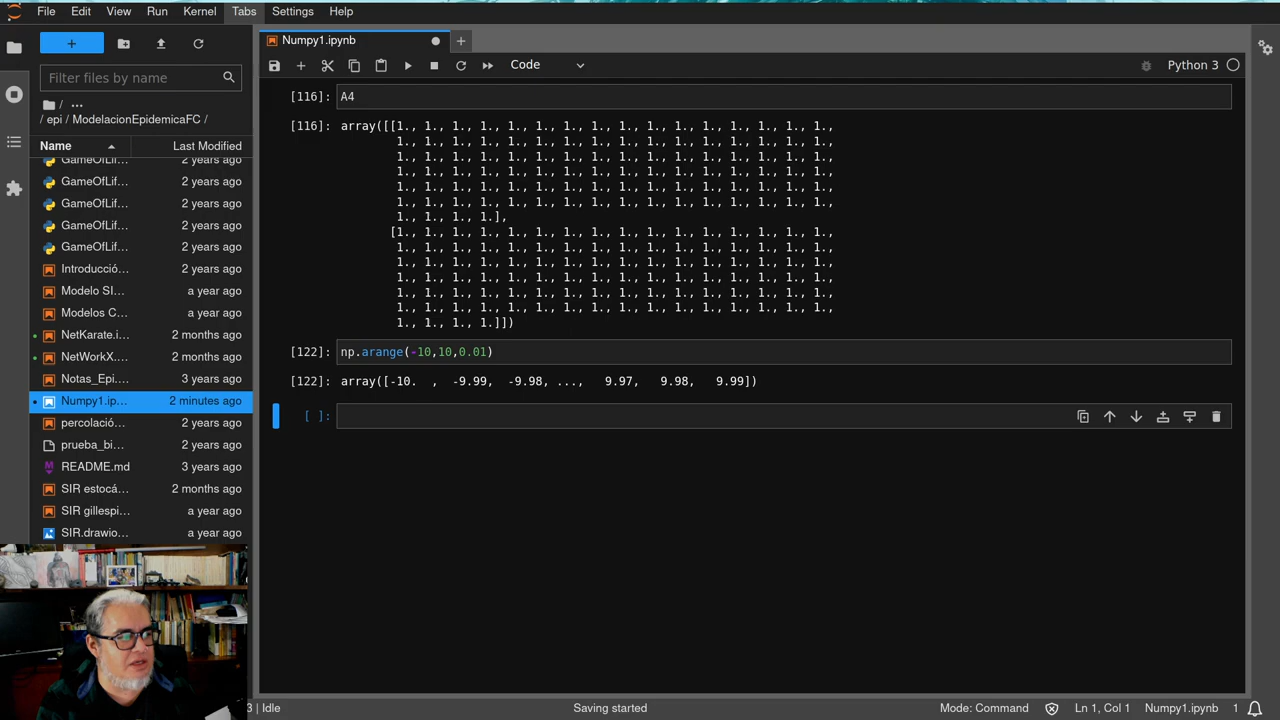 File Edit View Run Kernel Tabs Settings Help
Numpy1.ipynb
Code
Python 3
Filter files by name
/ ...
/ epi / ModelacionEpidemicaFC /
Name Last Modified
GameOfLif... 2 years ago
GameOfLif... 2 years ago
GameOfLif... 2 years ago
GameOfLif... 2 years ago
GameOfLif... 2 years ago
Introducció... 2 years ago
Modelo SI... a year ago
Modelos C... a year ago
NetKarate.i... 2 months ago
NetWorkX.... 2 months ago
Notas_Epi.... 3 years ago
Numpy1.ip... 2 minutes ago
percolació... 2 years ago
prueba_bi... 2 years ago
README.md 3 years ago
SIR estocá... 2 months ago
SIR gillespi... a year ago
SIR.drawio... a year ago
[116]: A4
[116]: array([[1., 1., 1., 1., 1., 1., 1., 1., 1., 1., 1., 1., 1., 1., 1., 1.,
1., 1., 1., 1., 1., 1., 1., 1., 1., 1., 1., 1., 1., 1., 1., 1.,
1., 1., 1., 1., 1., 1., 1., 1., 1., 1., 1., 1., 1., 1., 1., 1.,
1., 1., 1., 1., 1., 1., 1., 1., 1., 1., 1., 1., 1., 1., 1., 1.,
1., 1., 1., 1., 1., 1., 1., 1., 1., 1., 1., 1., 1., 1., 1., 1.,
1., 1., 1., 1., 1., 1., 1., 1., 1., 1., 1., 1., 1., 1., 1., 1.,
1., 1., 1., 1.],
[1., 1., 1., 1., 1., 1., 1., 1., 1., 1., 1., 1., 1., 1., 1., 1.,
1., 1., 1., 1., 1., 1., 1., 1., 1., 1., 1., 1., 1., 1., 1., 1.,
1., 1., 1., 1., 1., 1., 1., 1., 1., 1., 1., 1., 1., 1., 1., 1.,
1., 1., 1., 1., 1., 1., 1., 1., 1., 1., 1., 1., 1., 1., 1., 1.,
1., 1., 1., 1., 1., 1., 1., 1., 1., 1., 1., 1., 1., 1., 1., 1.,
1., 1., 1., 1., 1., 1., 1., 1., 1., 1., 1., 1., 1., 1., 1., 1.,
1., 1., 1., 1.]])
[122]: np.arange(-10,10,0.01)
[122]: array([-10. , -9.99, -9.98, ..., 9.97, 9.98, 9.99])
[ ]:
3 | Idle Saving started Mode: Command Ln 1, Col 1 Numpy1.ipynb 1